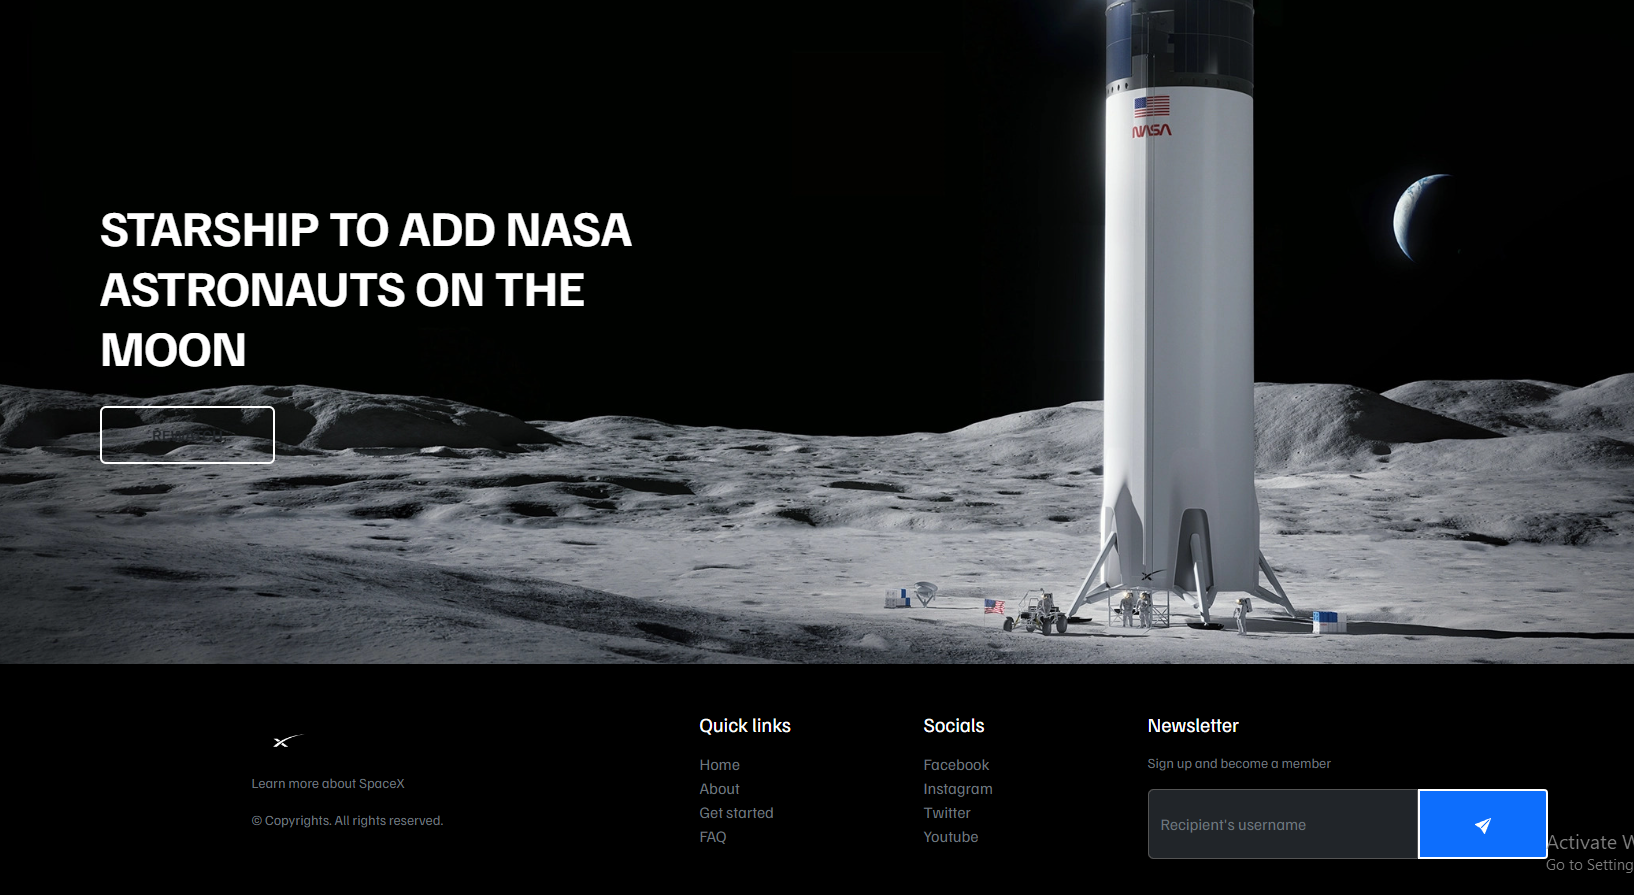 NASA
STARSHIP TO ADD NASA
ASTRONAUTS ON THE
MOON
Learn more about SpaceX
© Copyrights. All rights reserved.
Quick links
Home
About
Get started
FAQ
Socials
Facebook
Instagram
Twitter
Youtube
Newsletter
Sign up and become a member
Recipient's username
Activate W
Go to Setting